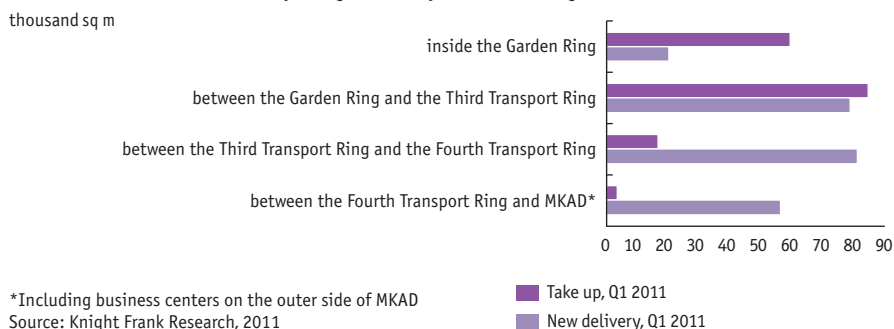 thousand sq m
inside the Garden Ring
between the Garden Ring and the Third Transport Ring
between the Third Transport Ring and the Fourth Transport Ring
between the Fourth Transport Ring and MKAD*
0 10 20 30 40 50 60 70 80 90
*Including business centers on the outer side of MKAD
Source: Knight Frank Research, 2011
Take up, Q1 2011
New delivery, Q1 2011